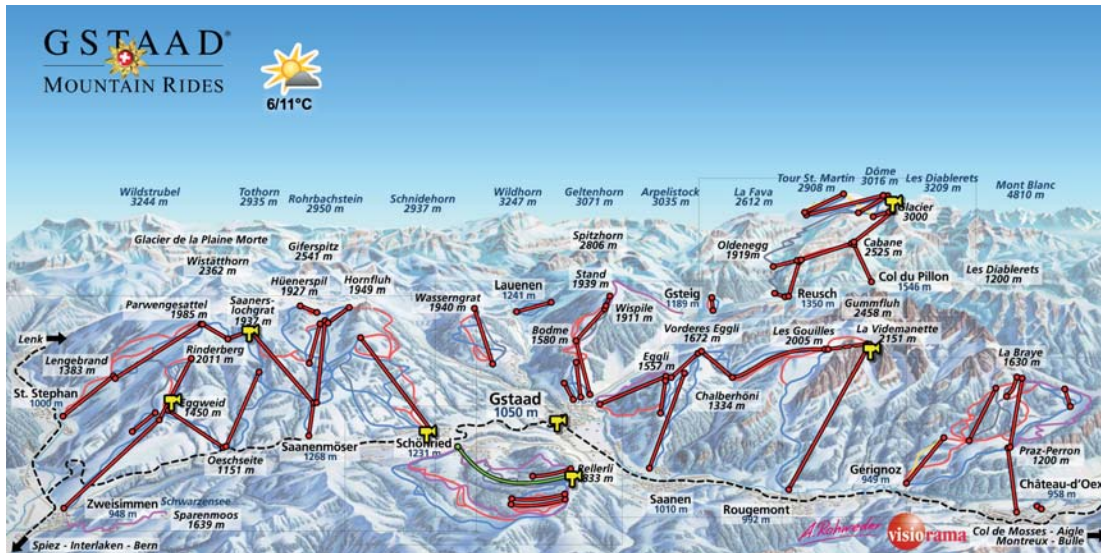 GSTAAD®
MOUNTAIN RIDES
6/11°C
Wildstrubel
3244 m
Tothorn
2935 m
Rohrbachstein
2950 m
Schnidehorn
2937 m
Wildhorn
3247 m
Geltenhorn
3071 m
Arpelistock
3035 m
La Fava
2612 m
Tour St. Martin
2908 m
Dôme
3016 m
Les Diablerets
3209 m
Mont Blanc
4810 m
Glacier de la Plaine Morte
Wistätthorn
2362 m
Giferspitz
2541 m
Spitzhorn
2806 m
Glacier
3000
Oldenegg
1919m
Cabane
2525 m
Hüenerspil
1927 m
Hornfluh
1949 m
Lauenen
1241 m
Stand
1939 m
Gsteig
1189 m
Reusch
1350 m
Col du Pillon
1546 m
Les Diablerets
1200 m
Parwengesattel
1985 m
Saaners-
lochgrat
1937 m
Wasserngrat
1940 m
Wispile
1911 m
Gummfluh
2458 m
Lenk
Rinderberg
2011 m
Bodme
1580 m
Vorderes Eggli
1672 m
Les Gouilles
2005 m
La Videmanette
2151 m
Lengebrand
1383 m
Eggli
1557 m
La Braye
1630 m
St. Stephan
1000 m
Eggweid
1450 m
Gstaad
1050 m
Chalberhöni
1334 m
Oeschseite
1151 m
Saanenmöser
1268 m
Schönried
1231 m
Praz-Perron
1200 m
Rellerli
1833 m
Gérignoz
949 m
Château-d'Oex
958 m
Zweisimmen
948 m
Schwarzensee
Sparenmoos
1639 m
Saanen
1010 m
Rougemont
992 m
A. Rohweder
visiorama
Col de Mosses - Aigle
Montreux - Bulle
Spiez - Interlaken - Bern